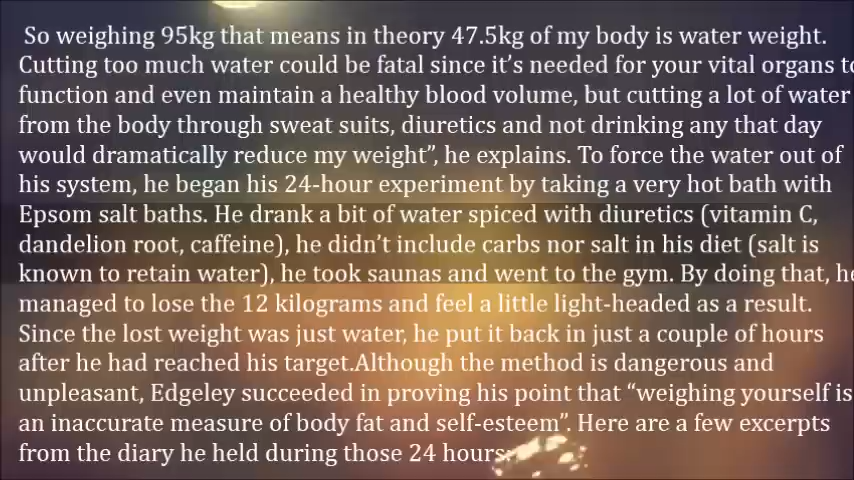 So weighing 95kg that means in theory 47.5kg of my body is water weight.
Cutting too much water could be fatal since it's needed for your vital organs to
function and even maintain a healthy blood volume, but cutting a lot of water
from the body through sweat suits, diuretics and not drinking any that day
would dramatically reduce my weight”, he explains. To force the water out of
his system, he began his 24-hour experiment by taking a very hot bath with
Epsom salt baths. He drank a bit of water spiced with diuretics (vitamin C,
dandelion root, caffeine), he didn't include carbs nor salt in his diet (salt is
known to retain water), he took saunas and went to the gym. By doing that, he
managed to lose the 12 kilograms and feel a little light-headed as a result.
Since the lost weight was just water, he put it back in just a couple of hours
after he had reached his target.Although the method is dangerous and
unpleasant, Edgeley succeeded in proving his point that “weighing yourself is
an inaccurate measure of body fat and self-esteem”. Here are a few excerpts
from the diary he held during those 24 hours: